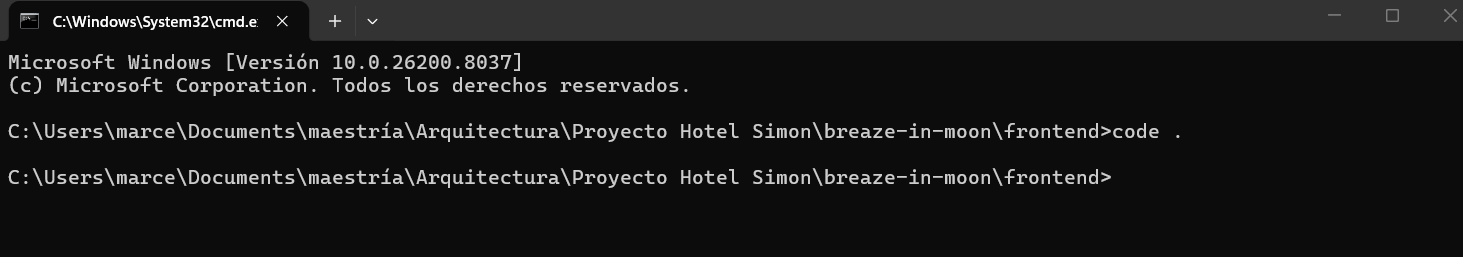 C:\Windows\System32\cmd.e
Microsoft Windows [Versión 10.0.26200.8037]
(c) Microsoft Corporation. Todos los derechos reservados.
C:\Users\marce\Documents\maestría\Arquitectura\Proyecto Hotel Simon\breaze-in-moon\frontend>code .
C:\Users\marce\Documents\maestría\Arquitectura\Proyecto Hotel Simon\breaze-in-moon\frontend>